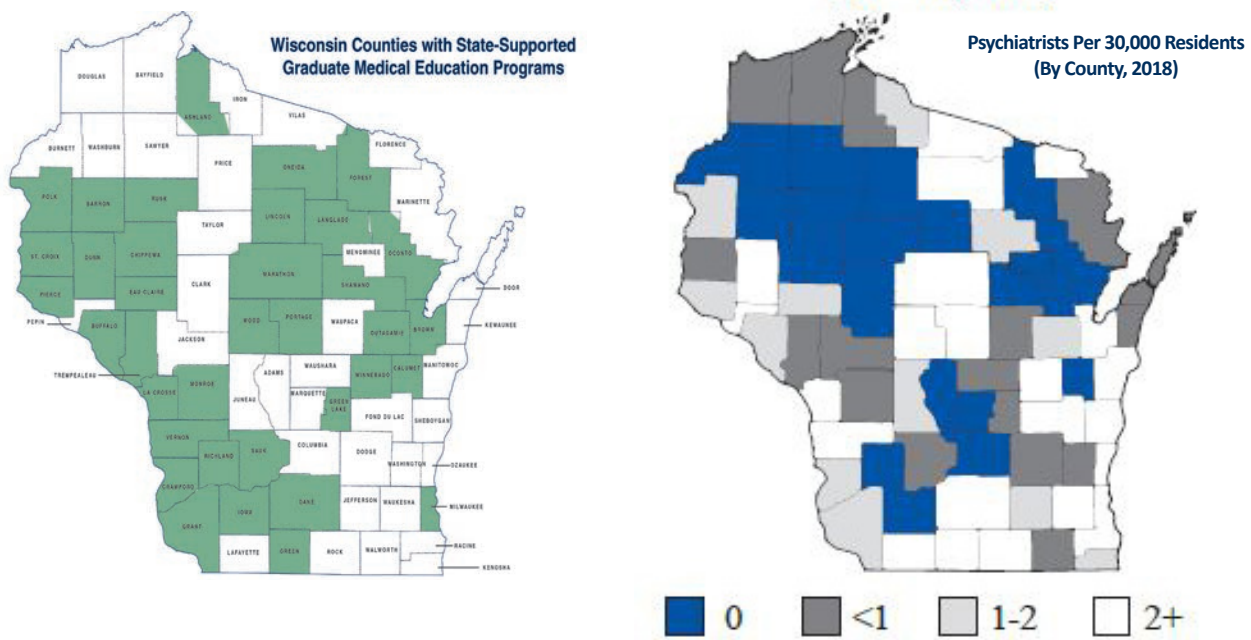 Wisconsin Counties with State-Supported
Graduate Medical Education Programs
DOUGLAS
BAYFIELD
ASHLAND
IRON
VILAS
BURNETT
WASHBURN
SAWYER
PRICE
ONEIDA
FOREST
FLORENCE
MARINETTE
POLK
BARRON
RUSK
TAYLOR
LINCOLN
LANGLADE
MENOMINEE
OCONTO
ST. CROIX
DUNN
CHIPPEWA
CLARK
MARATHON
SHAWANO
DOOR
PIERCE
EAU CLAIRE
PEPIN
BUFFALO
JACKSON
WOOD
PORTAGE
WAUPACA
OUTAGAMIE
BROWN
KEWAUNEE
TREMPEALEAU
LA CROSSE
MONROE
JUNEAU
ADAMS
WAUSHARA
MARQUETTE
GREEN
LAKE
WINNEBAGO
CALUMET
MANITOWOC
FOND DU LAC
SHEBOYGAN
VERNON
RICHLAND
SAUK
COLUMBIA
DODGE
WASHINGTON
OZAUKEE
CRAWFORD
GRANT
IOWA
DANE
JEFFERSON
WAUKESHA
MILWAUKEE
LAFAYETTE
GREEN
ROCK
WALWORTH
RACINE
KENOSHA
Psychiatrists Per 30,000 Residents
(By County, 2018)
0
<1
1-2
2+